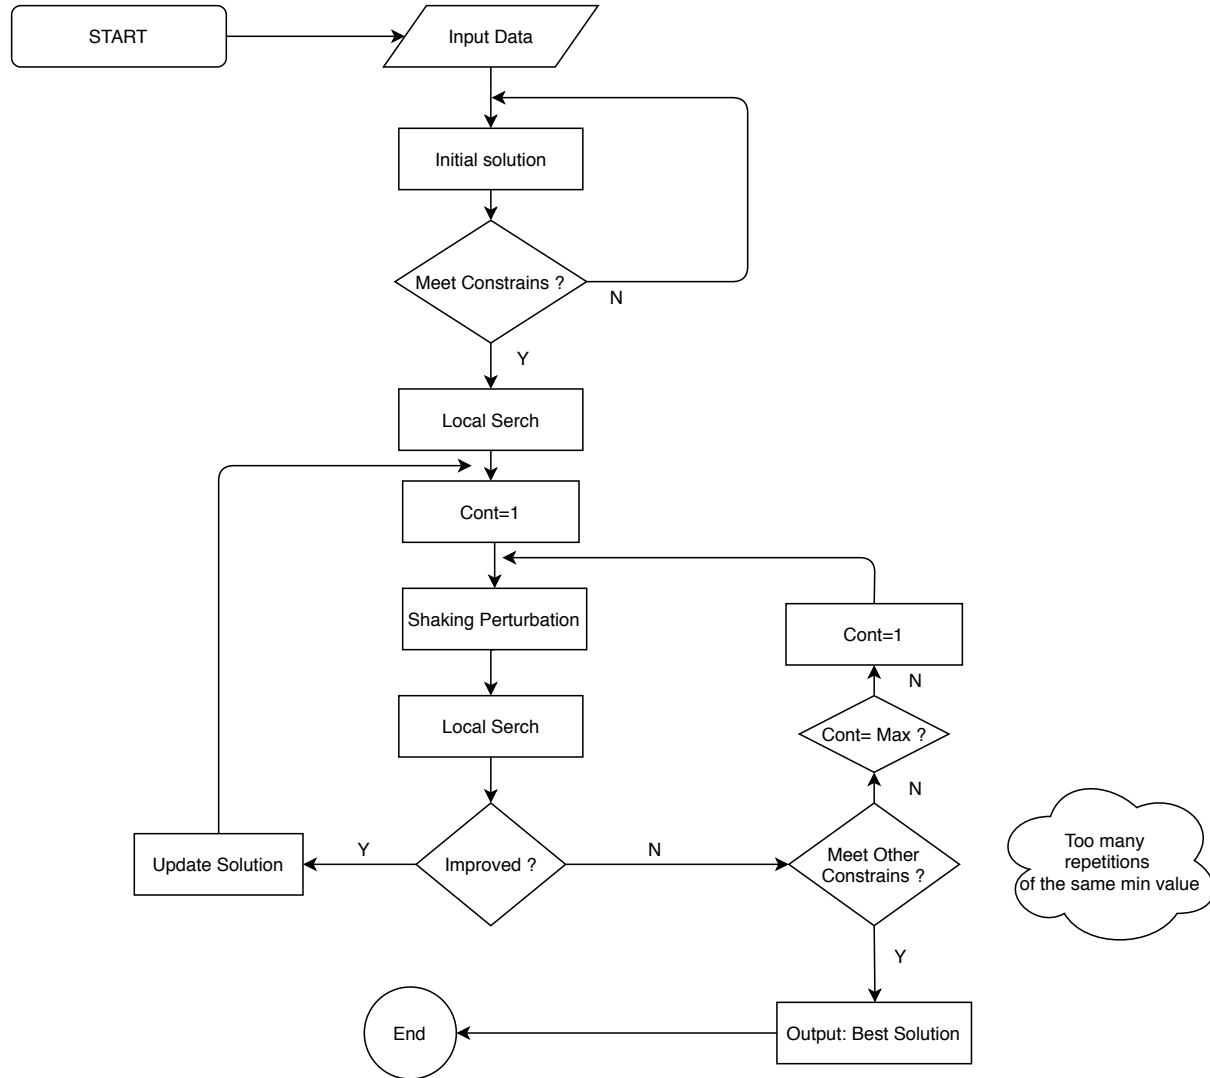 START
Input Data
Initial solution
Meet Constrains ?
N
Y
Local Serch
Cont=1
Shaking Perturbation
Cont=1
N
Local Serch
Cont= Max ?
N
Update Solution
Y
Improved ?
N
Meet Other
Constrains ?
Too many
repetitions
of the same min value
Y
End
Output: Best Solution